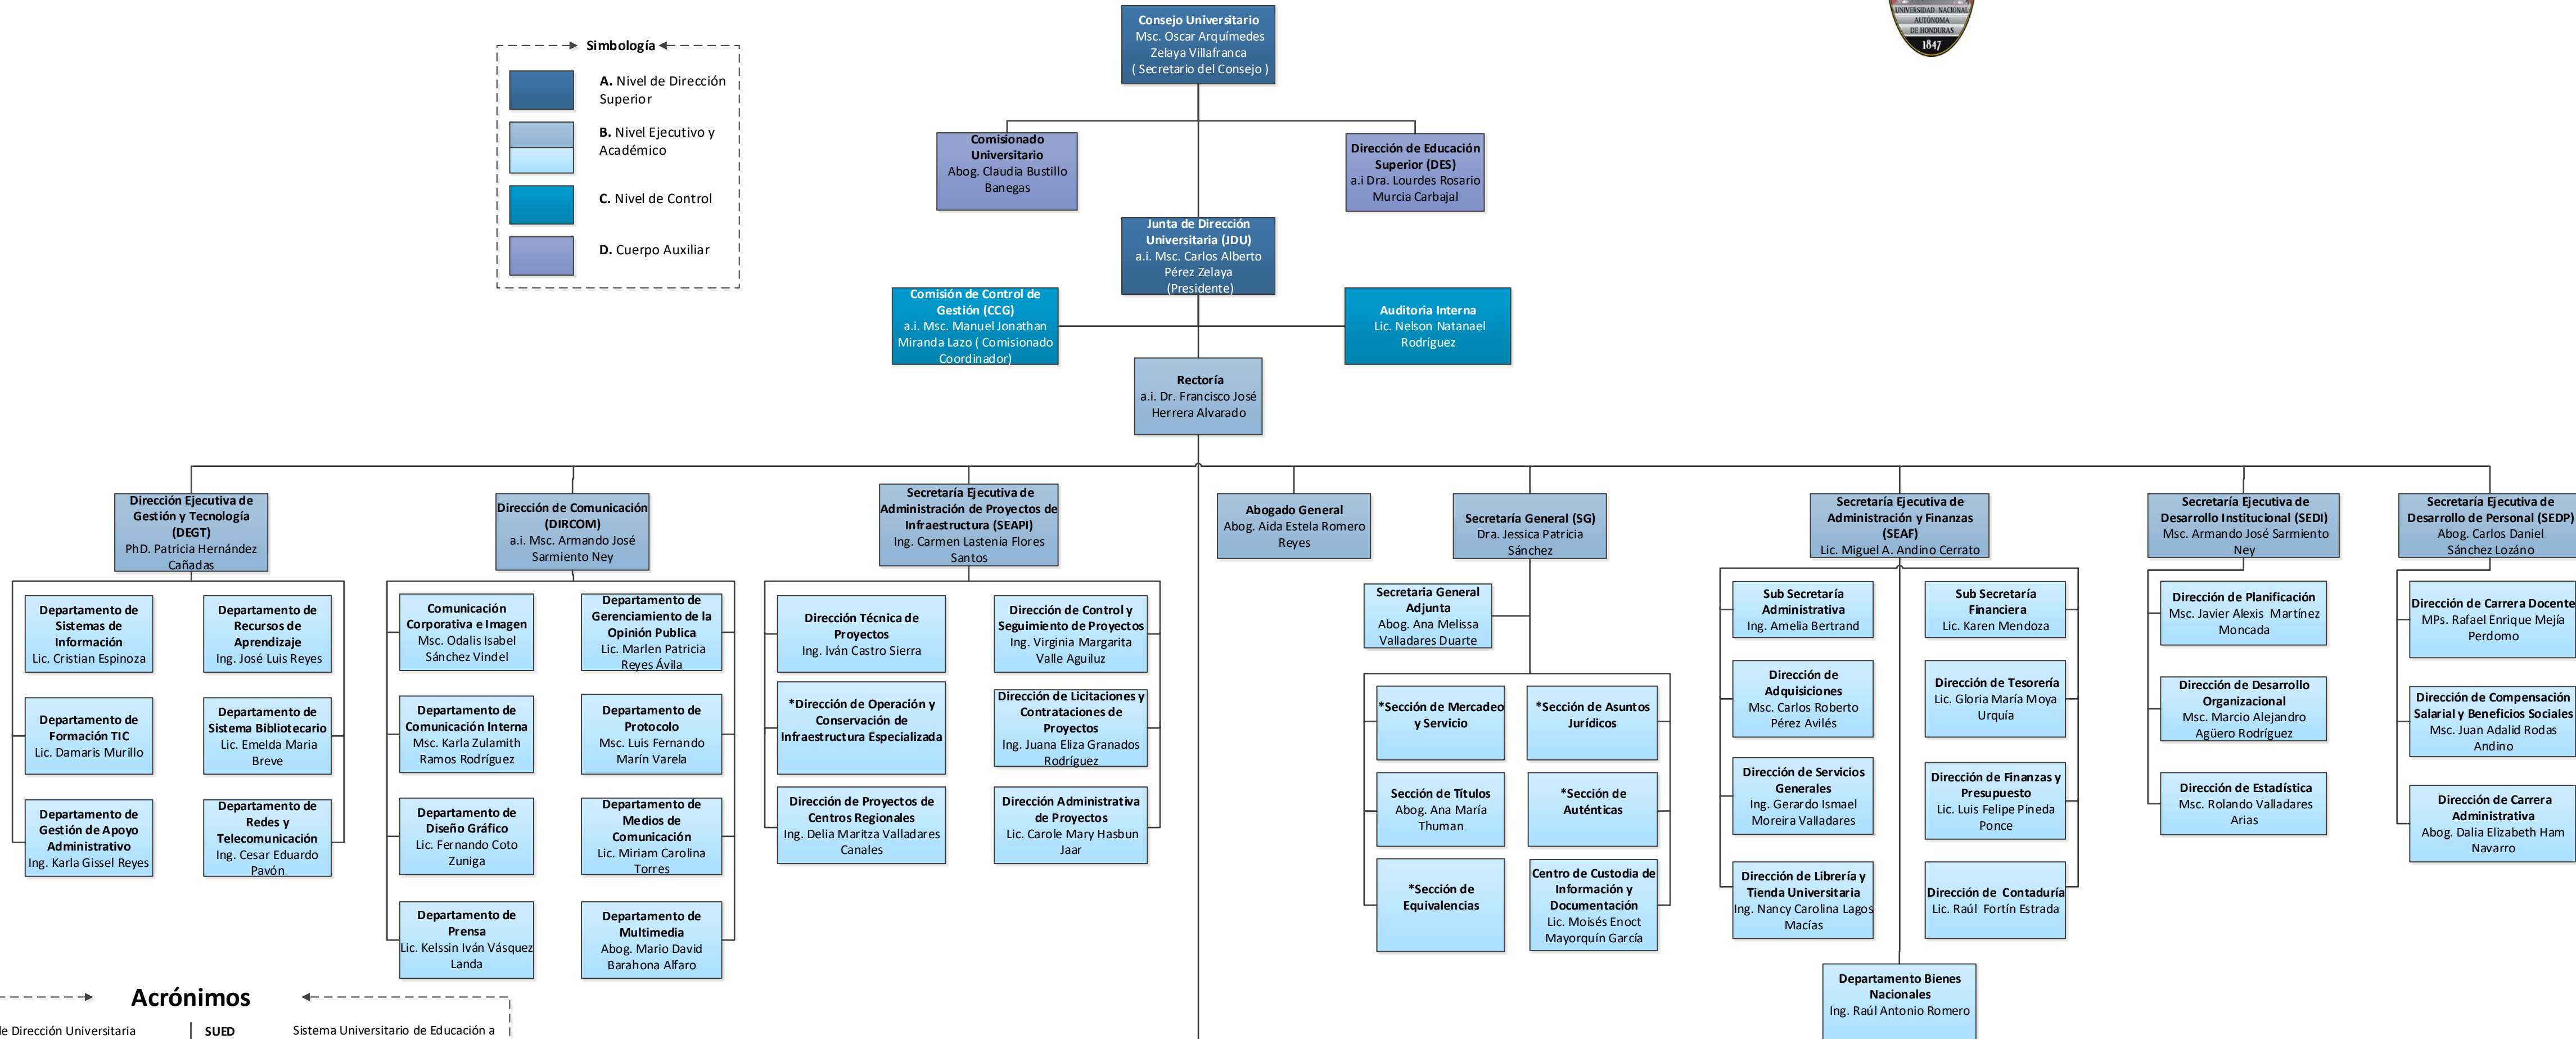 UNIVERSIDAD NACIONAL
AUTÓNOMA
DE HONDURAS
1847
Simbología
A. Nivel de Dirección
Superior
B. Nivel Ejecutivo y
Académico
C. Nivel de Control
D. Cuerpo Auxiliar
Consejo Universitario
Msc. Oscar Arquímedes
Zelaya Villafranca
( Secretario del Consejo )
Comisionado
Universitario
Abog. Claudia Bustillo
Banegas
Dirección de Educación
Superior (DES)
a.i Dra. Lourdes Rosario
Murcia Carbajal
Junta de Dirección
Universitaria (JDU)
a.i. Msc. Carlos Alberto
Pérez Zelaya
(Presidente)
Comisión de Control de
Gestión (CCG)
a.i. Msc. Manuel Jonathan
Miranda Lazo ( Comisionado
Coordinador)
Auditoria Interna
Lic. Nelson Natanael
Rodríguez
Rectoría
a.i. Dr. Francisco José
Herrera Alvarado
Dirección Ejecutiva de
Gestión y Tecnología
(DEGT)
PhD. Patricia Hernández
Cañadas
Departamento de
Sistemas de
Información
Lic. Cristian Espinoza
Departamento de
Recursos de
Aprendizaje
Ing. José Luis Reyes
Departamento de
Formación TIC
Lic. Damaris Murillo
Departamento de
Sistema Bibliotecario
Lic. Emelda Maria
Breve
Departamento de
Gestión de Apoyo
Administrativo
Ing. Karla Gissel Reyes
Departamento de
Redes y
Telecomunicación
Ing. Cesar Eduardo
Pavón
Dirección de Comunicación
(DIRCOM)
a.i. Msc. Armando José
Sarmiento Ney
Comunicación
Corporativa e Imagen
Msc. Odalis Isabel
Sánchez Vindel
Departamento de
Gerenciamiento de la
Opinión Publica
Lic. Marlen Patricia
Reyes Ávila
Departamento de
Comunicación Interna
Msc. Karla Zulamith
Ramos Rodríguez
Departamento de
Protocolo
Msc. Luis Fernando
Marín Varela
Departamento de
Diseño Gráfico
Lic. Fernando Coto
Zuniga
Departamento de
Medios de
Comunicación
Lic. Miriam Carolina
Torres
Departamento de
Prensa
Lic. Kelssin Iván Vásquez
Landa
Departamento de
Multimedia
Abog. Mario David
Barahona Alfaro
Secretaría Ejecutiva de
Administración de Proyectos de
Infraestructura (SEAPI)
Ing. Carmen Lastenia Flores
Santos
Dirección Técnica de
Proyectos
Ing. Iván Castro Sierra
Dirección de Control y
Seguimiento de Proyectos
Ing. Virginia Margarita
Valle Aguiluz
*Dirección de Operación y
Conservación de
Infraestructura Especializada
Dirección de Licitaciones y
Contrataciones de
Proyectos
Ing. Juana Eliza Granados
Rodríguez
Dirección de Proyectos de
Centros Regionales
Ing. Delia Maritza Valladares
Canales
Dirección Administrativa
de Proyectos
Lic. Carole Mary Hasbun
Jaar
Abogado General
Abog. Aida Estela Romero
Reyes
Secretaría General (SG)
Dra. Jessica Patricia
Sánchez
Secretaria General
Adjunta
Abog. Ana Melissa
Valladares Duarte
*Sección de Mercadeo
y Servicio
*Sección de Asuntos
Jurídicos
Sección de Títulos
Abog. Ana María
Thuman
*Sección de
Auténticas
*Sección de
Equivalencias
Centro de Custodia de
Información y
Documentación
Lic. Moisés Enoct
Mayorquín García
Secretaría Ejecutiva de
Administración y Finanzas
(SEAF)
Lic. Miguel A. Andino Cerrato
Sub Secretaría
Administrativa
Ing. Amelia Bertrand
Sub Secretaría
Financiera
Lic. Karen Mendoza
Dirección de
Adquisiciones
Msc. Carlos Roberto
Pérez Avilés
Dirección de Tesorería
Lic. Gloria María Moya
Urquía
Dirección de Servicios
Generales
Ing. Gerardo Ismael
Moreira Valladares
Dirección de Finanzas y
Presupuesto
Lic. Luis Felipe Pineda
Ponce
Dirección de Librería y
Tienda Universitaria
Ing. Nancy Carolina Lagos
Macías
Dirección de Contaduría
Lic. Raúl Fortín Estrada
Departamento Bienes
Nacionales
Ing. Raúl Antonio Romero
Secretaría Ejecutiva de
Desarrollo Institucional (SEDI)
Msc. Armando José Sarmiento
Ney
Dirección de Planificación
Msc. Javier Alexis Martínez
Moncada
Dirección de Desarrollo
Organizacional
Msc. Marcio Alejandro
Agüero Rodríguez
Dirección de Estadística
Msc. Rolando Valladares
Arias
Secretaría Ejecutiva de
Desarrollo de Personal (SEDP)
Abog. Carlos Daniel
Sánchez Lozáno
Dirección de Carrera Docente
MPs. Rafael Enrique Mejía
Perdomo
Dirección de Compensación
Salarial y Beneficios Sociales
Msc. Juan Adalid Rodas
Andino
Dirección de Carrera
Administrativa
Abog. Dalia Elizabeth Ham
Navarro
Acrónimos
de Dirección Universitaria
SUED
Sistema Universitario de Educación a